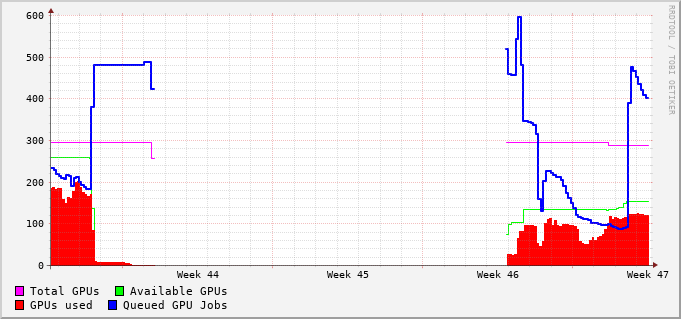 600
500
400
300
200
100
0
Week 44 Week 45 Week 46 Week 47
Total GPUs Available GPUs
GPUs used Queued GPU Jobs
RRDTOOL / TOBI OETIKER